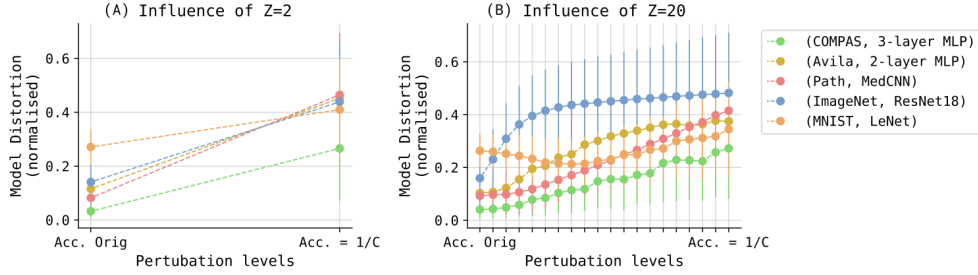 (A) Influence of Z=2
Model Distortion
(normalised)
0.6
0.4
0.2
0.0
Acc. Orig
Acc. = 1/C
Pertubation levels
(B) Influence of Z=20
Model Distortion
(normalised)
0.6
0.4
0.2
0.0
Acc. Orig
Acc. = 1/C
Pertubation levels
(COMPAS, 3-layer MLP)
(Avila, 2-layer MLP)
(Path, MedCNN)
(ImageNet, ResNet18)
(MNIST, LeNet)